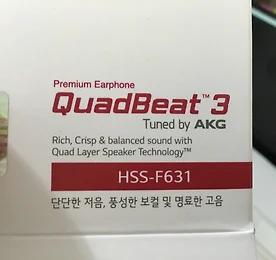 Premium Earphone
QuadBeat™ 3
Tuned by AKG
Rich, Crisp & balanced sound with
Quad Layer Speaker Technology™
HSS-F631
단단한 저음, 풍성한 보컬 및 명료한 고음